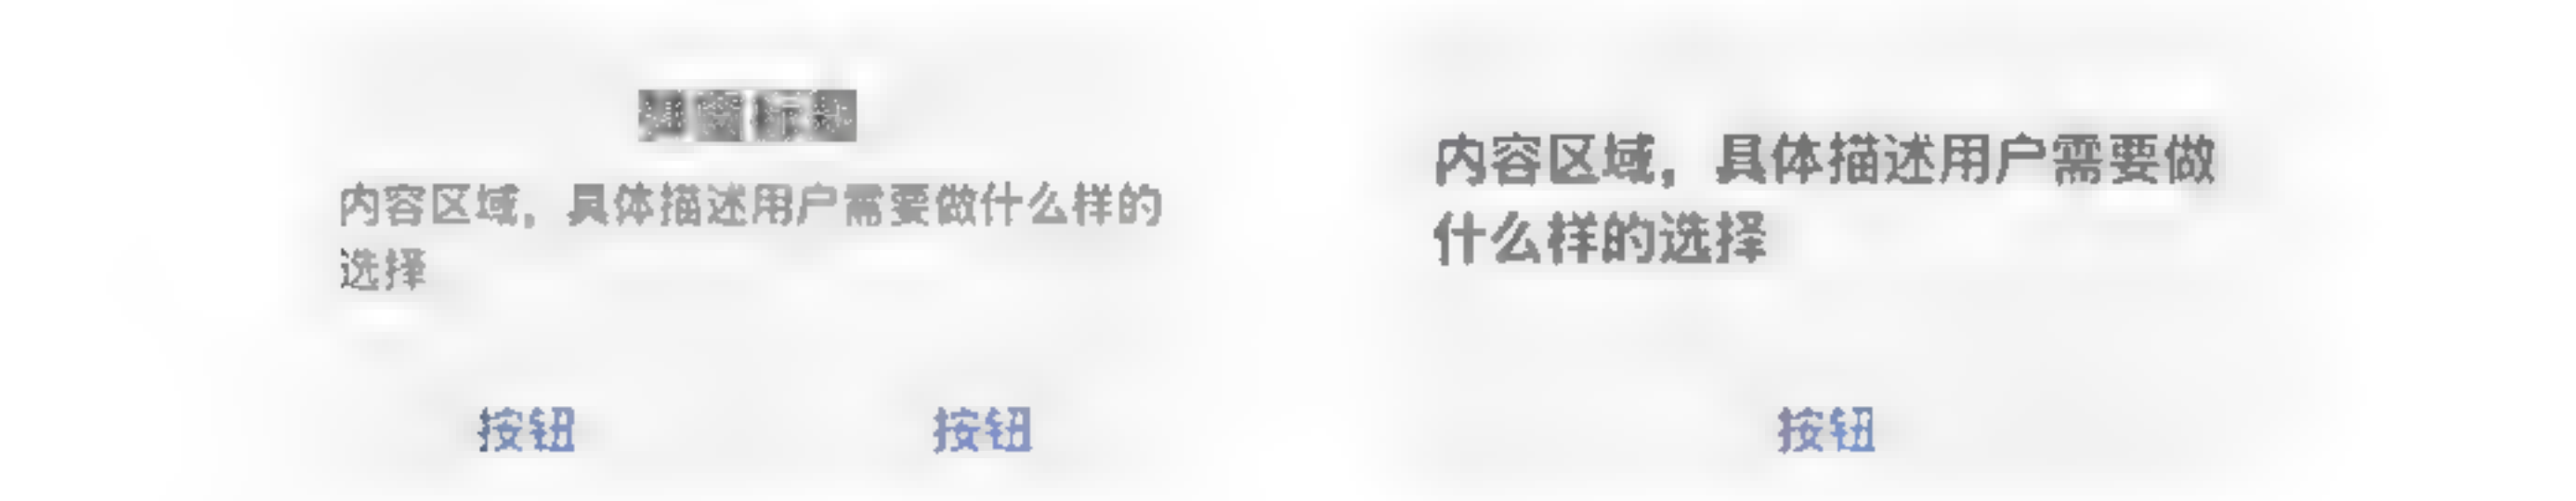 内容区域，具体描述用户需要做什么样的
选择
按钮 按钮
内容区域，具体描述用户需要做
什么样的选择
按钮